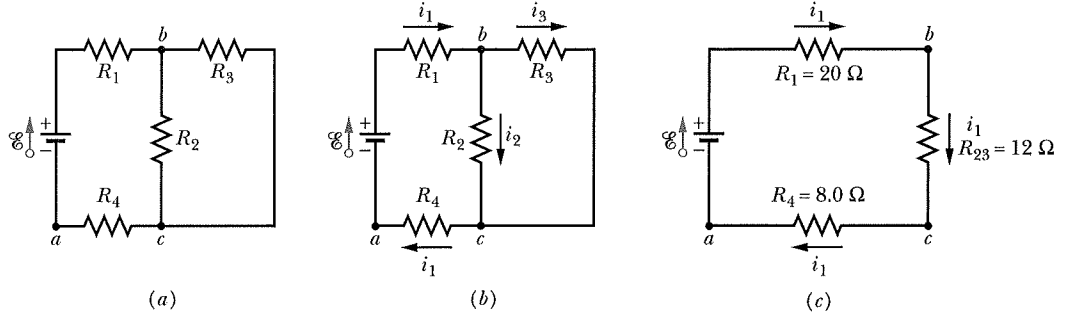 b
R1
R3
ℰ
+
−
R2
R4
a
c
(a)
i1
i3
b
R1
R3
ℰ
+
−
R2
i2
R4
a
c
i1
(b)
i1
b
R1 = 20 Ω
ℰ
+
−
i1
R23 = 12 Ω
R4 = 8.0 Ω
a
c
i1
(c)